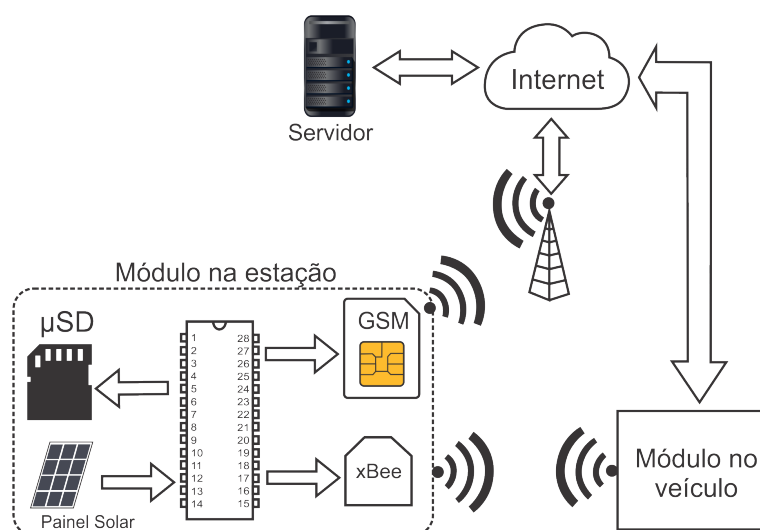 Internet
Servidor
Módulo na estação
µSD
GSM
1 28
2 27
3 26
4 25
5 24
6 23
7 22
8 21
9 20
10 19
11 18
12 17
13 16
14 15
xBee
Painel Solar
Módulo no
veículo